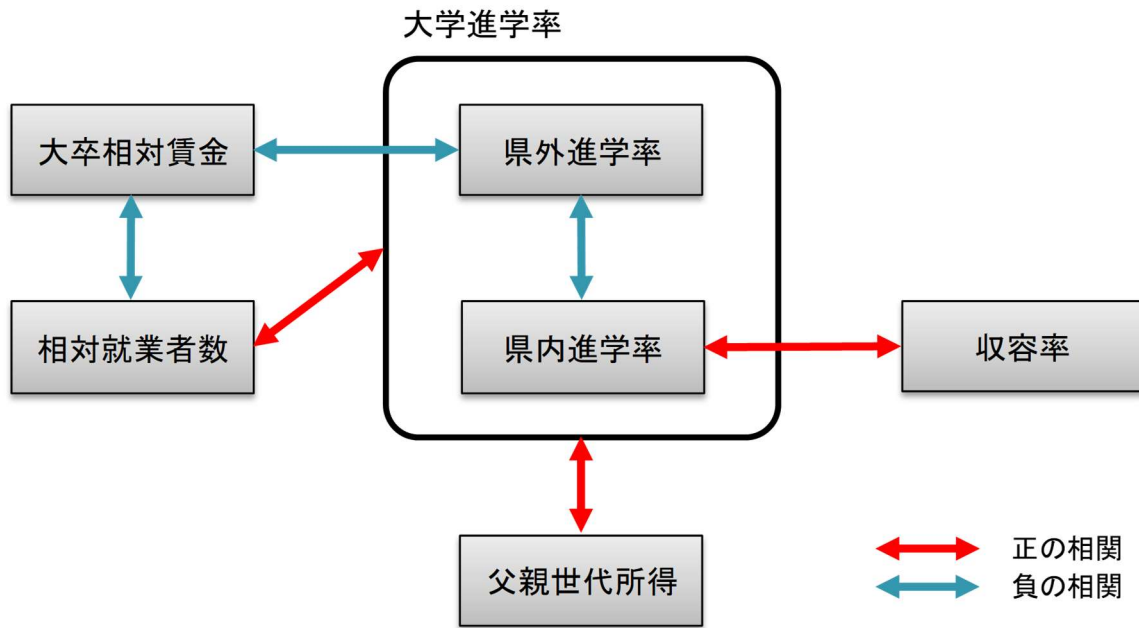 大学進学率
大卒相対賃金
県外進学率
相対就業者数
県内進学率
収容率
父親世代所得
正の相関
負の相関